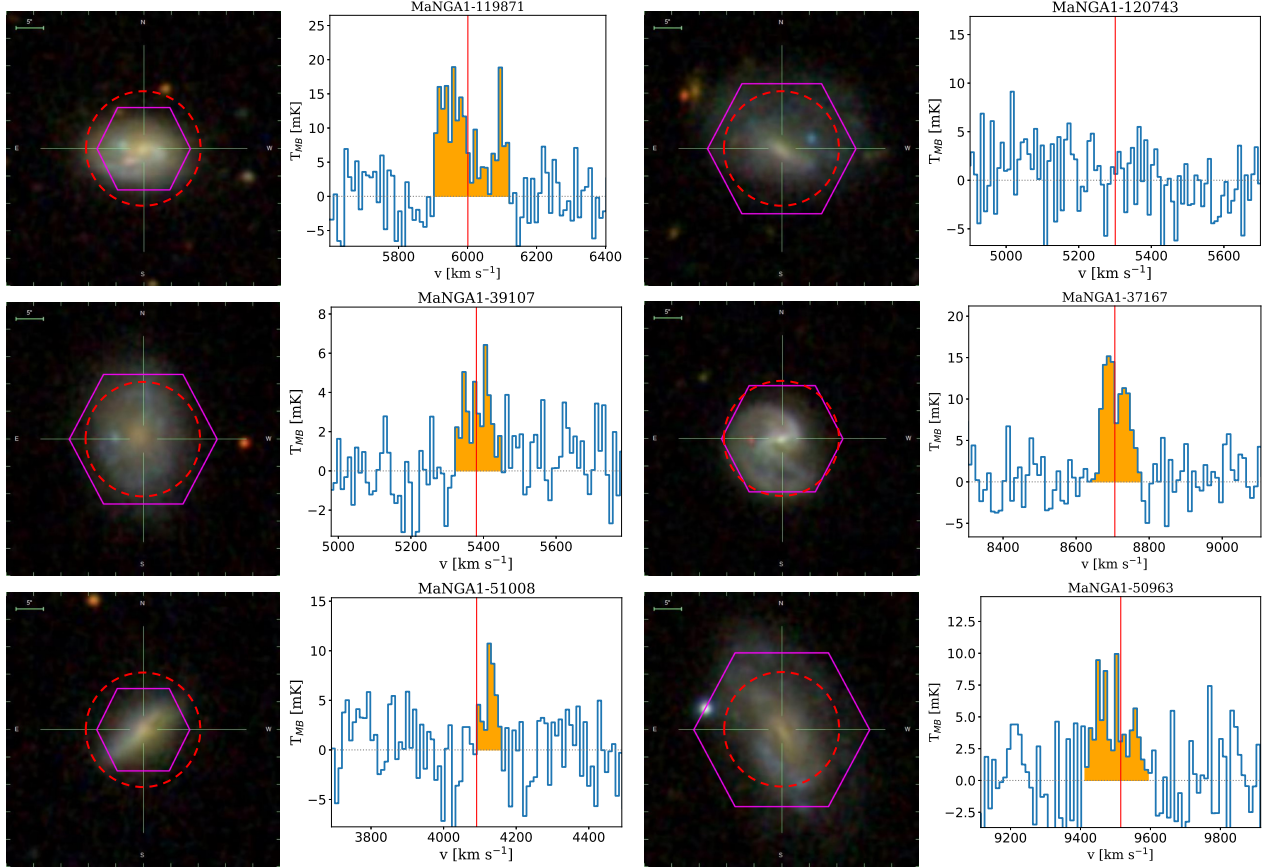 5"
N
E
W
S
MaNGA1-119871
T_MB [mK]
25
20
15
10
5
0
−5
5800 6000 6200 6400
v [km s⁻¹]
5"
N
E
W
S
MaNGA1-120743
T_MB [mK]
15
10
5
0
−5
5000 5200 5400 5600
v [km s⁻¹]
5"
N
E
W
S
MaNGA1-39107
T_MB [mK]
8
6
4
2
0
−2
5000 5200 5400 5600
v [km s⁻¹]
5"
N
E
W
S
MaNGA1-37167
T_MB [mK]
20
15
10
5
0
−5
8400 8600 8800 9000
v [km s⁻¹]
5"
N
E
W
S
MaNGA1-51008
T_MB [mK]
15
10
5
0
−5
3800 4000 4200 4400
v [km s⁻¹]
5"
N
E
W
S
MaNGA1-50963
T_MB [mK]
12.5
10.0
7.5
5.0
2.5
0.0
−2.5
9200 9400 9600 9800
v [km s⁻¹]